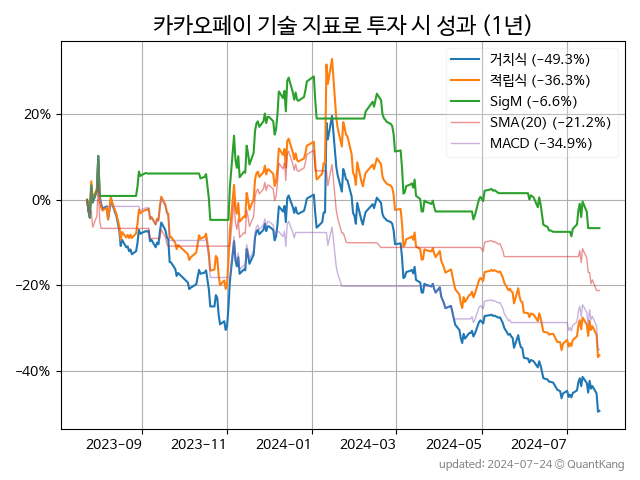 카카오페이 기술 지표로 투자 시 성과 (1년)
거치식 (−49.3%)
적립식 (−36.3%)
SigM (−6.6%)
SMA(20) (−21.2%)
MACD (−34.9%)
20%
0%
−20%
−40%
2023-09 2023-11 2024-01 2024-03 2024-05 2024-07
updated: 2024-07-24 © QuantKang